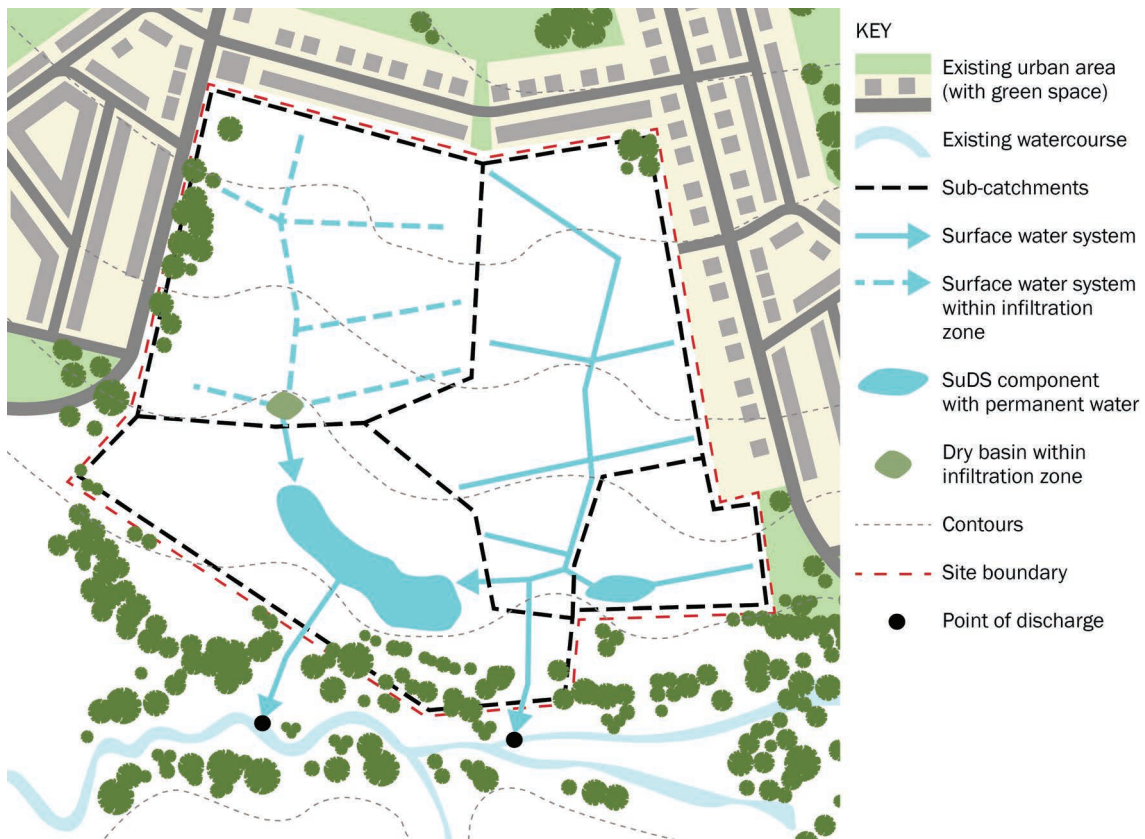 KEY
Existing urban area
(with green space)
Existing watercourse
Sub-catchments
Surface water system
Surface water system
within infiltration
zone
SuDS component
with permanent water
Dry basin within
infiltration zone
Contours
Site boundary
Point of discharge